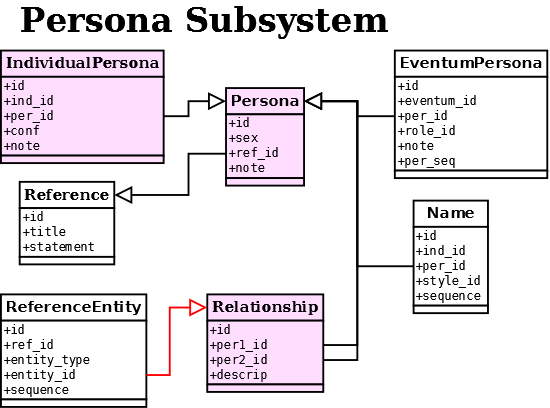 Persona Subsystem
IndividualPersona
+id
+ind_id
+per_id
+conf
+note
Persona
+id
+sex
+ref_id
+note
EventumPersona
+id
+eventum_id
+per_id
+role_id
+note
+per_seq
Reference
+id
+title
+statement
Name
+id
+ind_id
+per_id
+style_id
+sequence
ReferenceEntity
+id
+ref_id
+entity_type
+entity_id
+sequence
Relationship
+id
+per1_id
+per2_id
+descrip